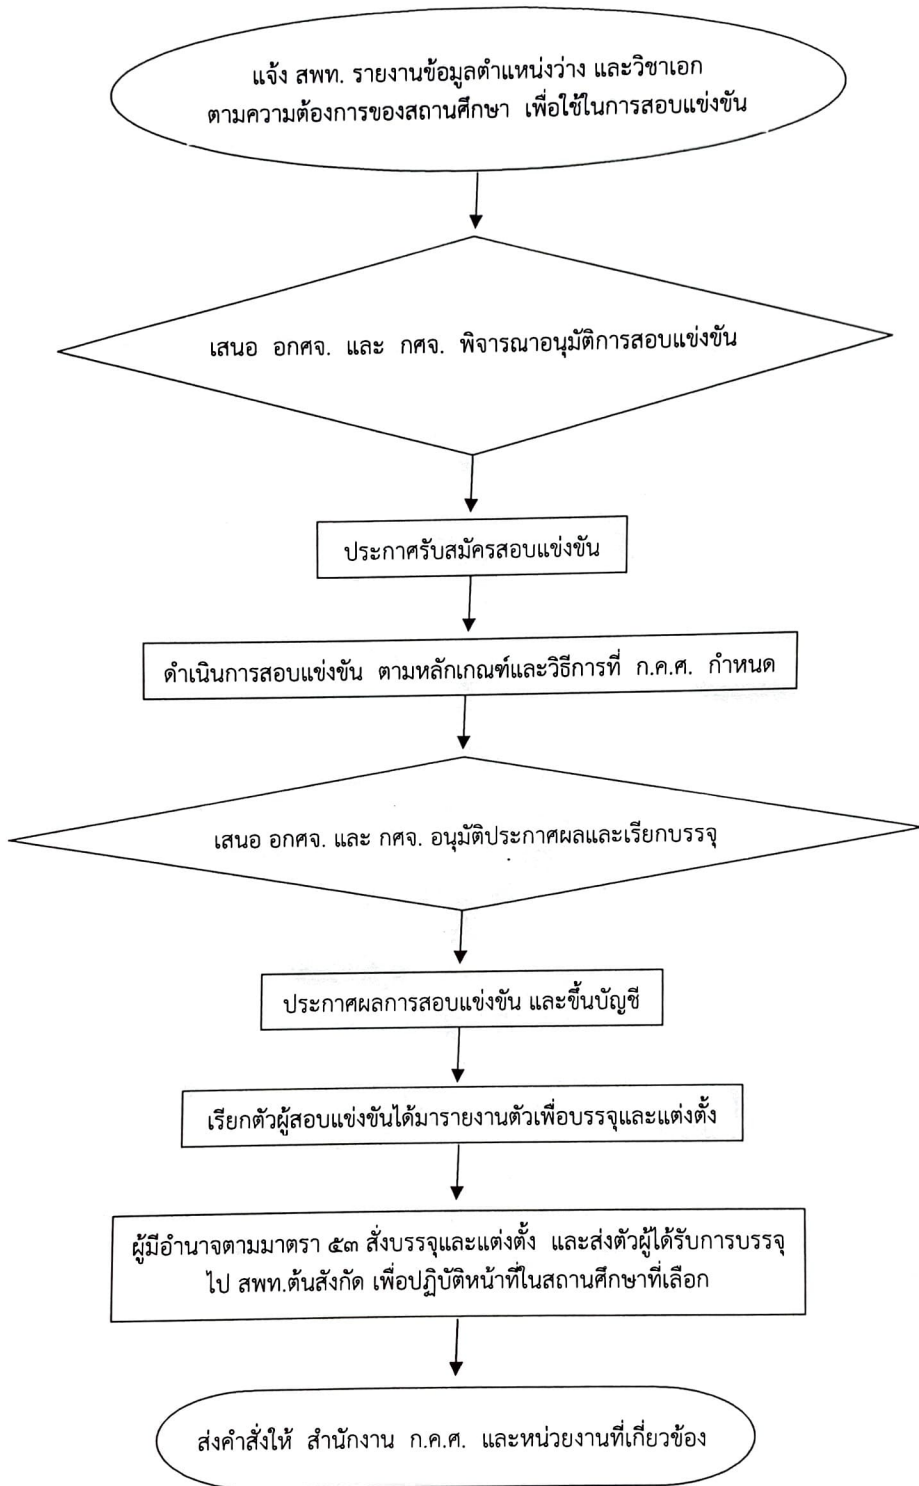 แจ้ง สพท. รายงานข้อมูลตำแหน่งว่าง และวิชาเอก
ตามความต้องการของสถานศึกษา เพื่อใช้ในการสอบแข่งขัน
เสนอ อกศจ. และ กศจ. พิจารณาอนุมัติการสอบแข่งขัน
ประกาศรับสมัครสอบแข่งขัน
ดำเนินการสอบแข่งขัน ตามหลักเกณฑ์และวิธีการที่ ก.ค.ศ. กำหนด
เสนอ อกศจ. และ กศจ. อนุมัติประกาศผลและเรียกบรรจุ
ประกาศผลการสอบแข่งขัน และขึ้นบัญชี
เรียกตัวผู้สอบแข่งขันได้มารายงานตัวเพื่อบรรจุและแต่งตั้ง
ผู้มีอำนาจตามมาตรา ๕๓ สั่งบรรจุและแต่งตั้ง และส่งตัวผู้ได้รับการบรรจุ
ไป สพท.ต้นสังกัด เพื่อปฏิบัติหน้าที่ในสถานศึกษาที่เลือก
ส่งคำสั่งให้ สำนักงาน ก.ค.ศ. และหน่วยงานที่เกี่ยวข้อง